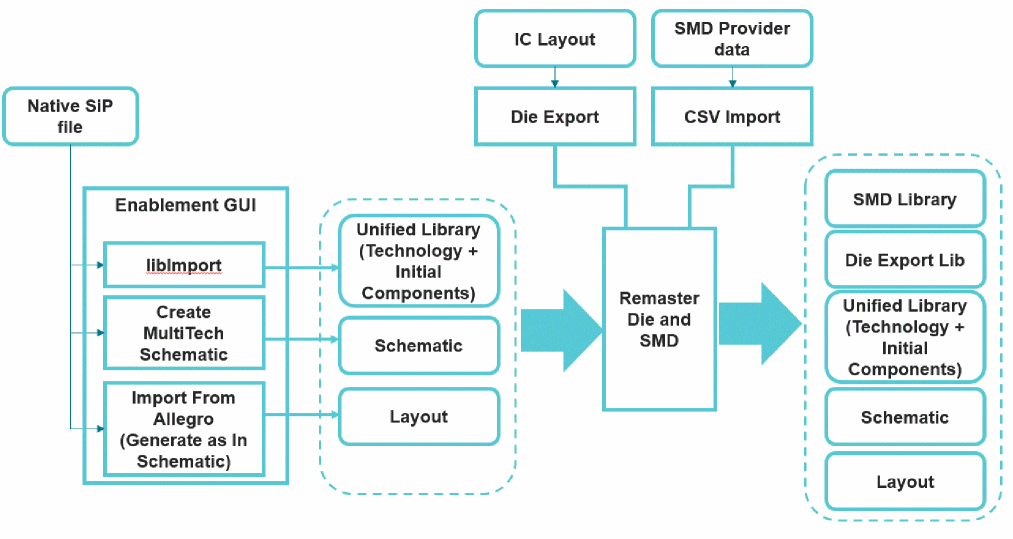 Native SiP
file
Enablement GUI
libImport
Create
MultiTech
Schematic
Import From
Allegro
(Generate as In
Schematic)
Unified Library
(Technology +
Initial
Components)
Schematic
Layout
IC Layout
SMD Provider
data
Die Export
CSV Import
Remaster
Die and
SMD
SMD Library
Die Export Lib
Unified Library
(Technology +
Initial
Components)
Schematic
Layout